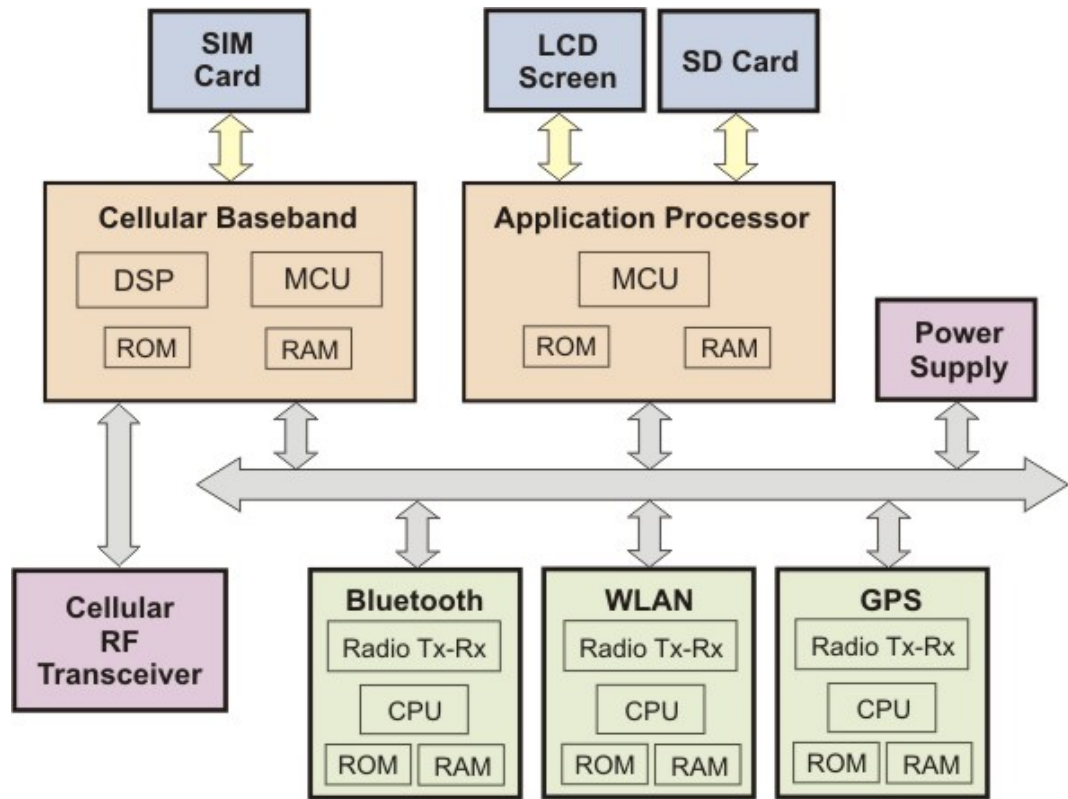 SIM
Card
LCD
Screen
SD Card
Cellular Baseband
DSP
MCU
ROM
RAM
Application Processor
MCU
ROM
RAM
Power
Supply
Cellular
RF
Transceiver
Bluetooth
Radio Tx-Rx
CPU
ROM
RAM
WLAN
Radio Tx-Rx
CPU
ROM
RAM
GPS
Radio Tx-Rx
CPU
ROM
RAM